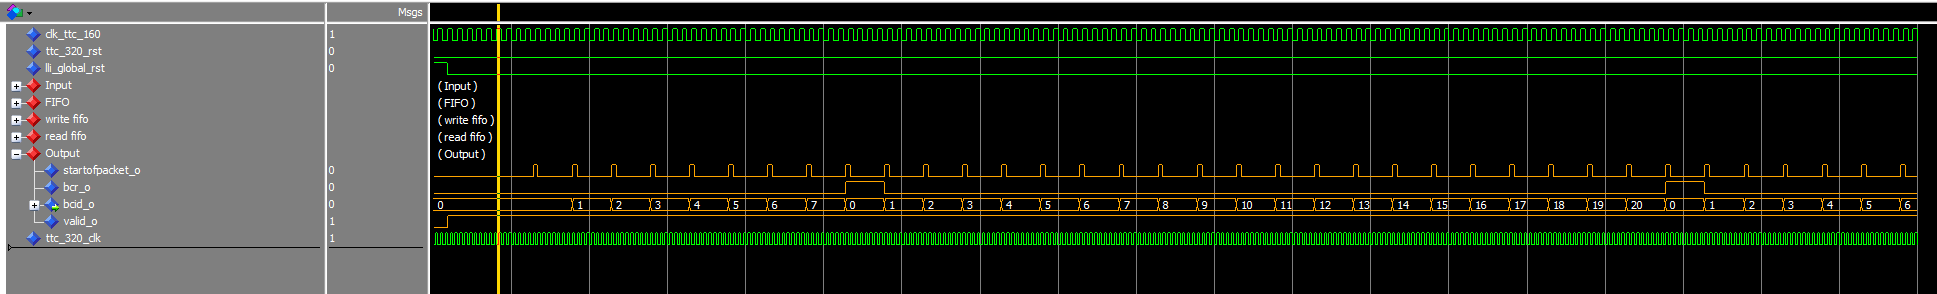 Msgs
clk_ttc_160 1
ttc_320_rst 0
lli_global_rst 0
Input ( Input )
FIFO ( FIFO )
write fifo ( write fifo )
read fifo ( read fifo )
Output ( Output )
startofpacket_o 0
bcr_o 0
bcid_o 0 0 1 2 3 4 5 6 7 0 1 2 3 4 5 6 7 8 9 10 11 12 13 14 15 16 17 18 19 20 0 1 2 3 4 5 6
valid_o 1
ttc_320_clk 1